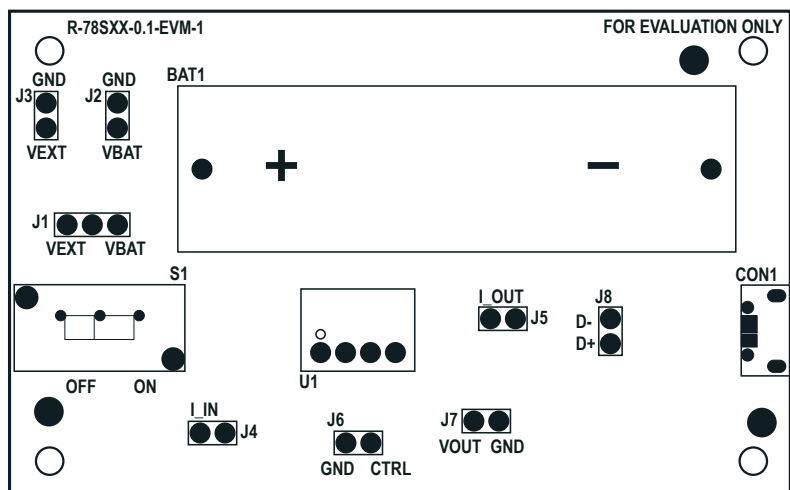 R-78SXX-0.1-EVM-1 FOR EVALUATION ONLY
GND GND BAT1
J3 J2
VEXT VBAT
+ −
J1
VEXT VBAT
S1 CON1
I_OUT J8
J5 D-
D+
OFF ON U1
I_IN J6 J7
J4 VOUT GND
GND CTRL